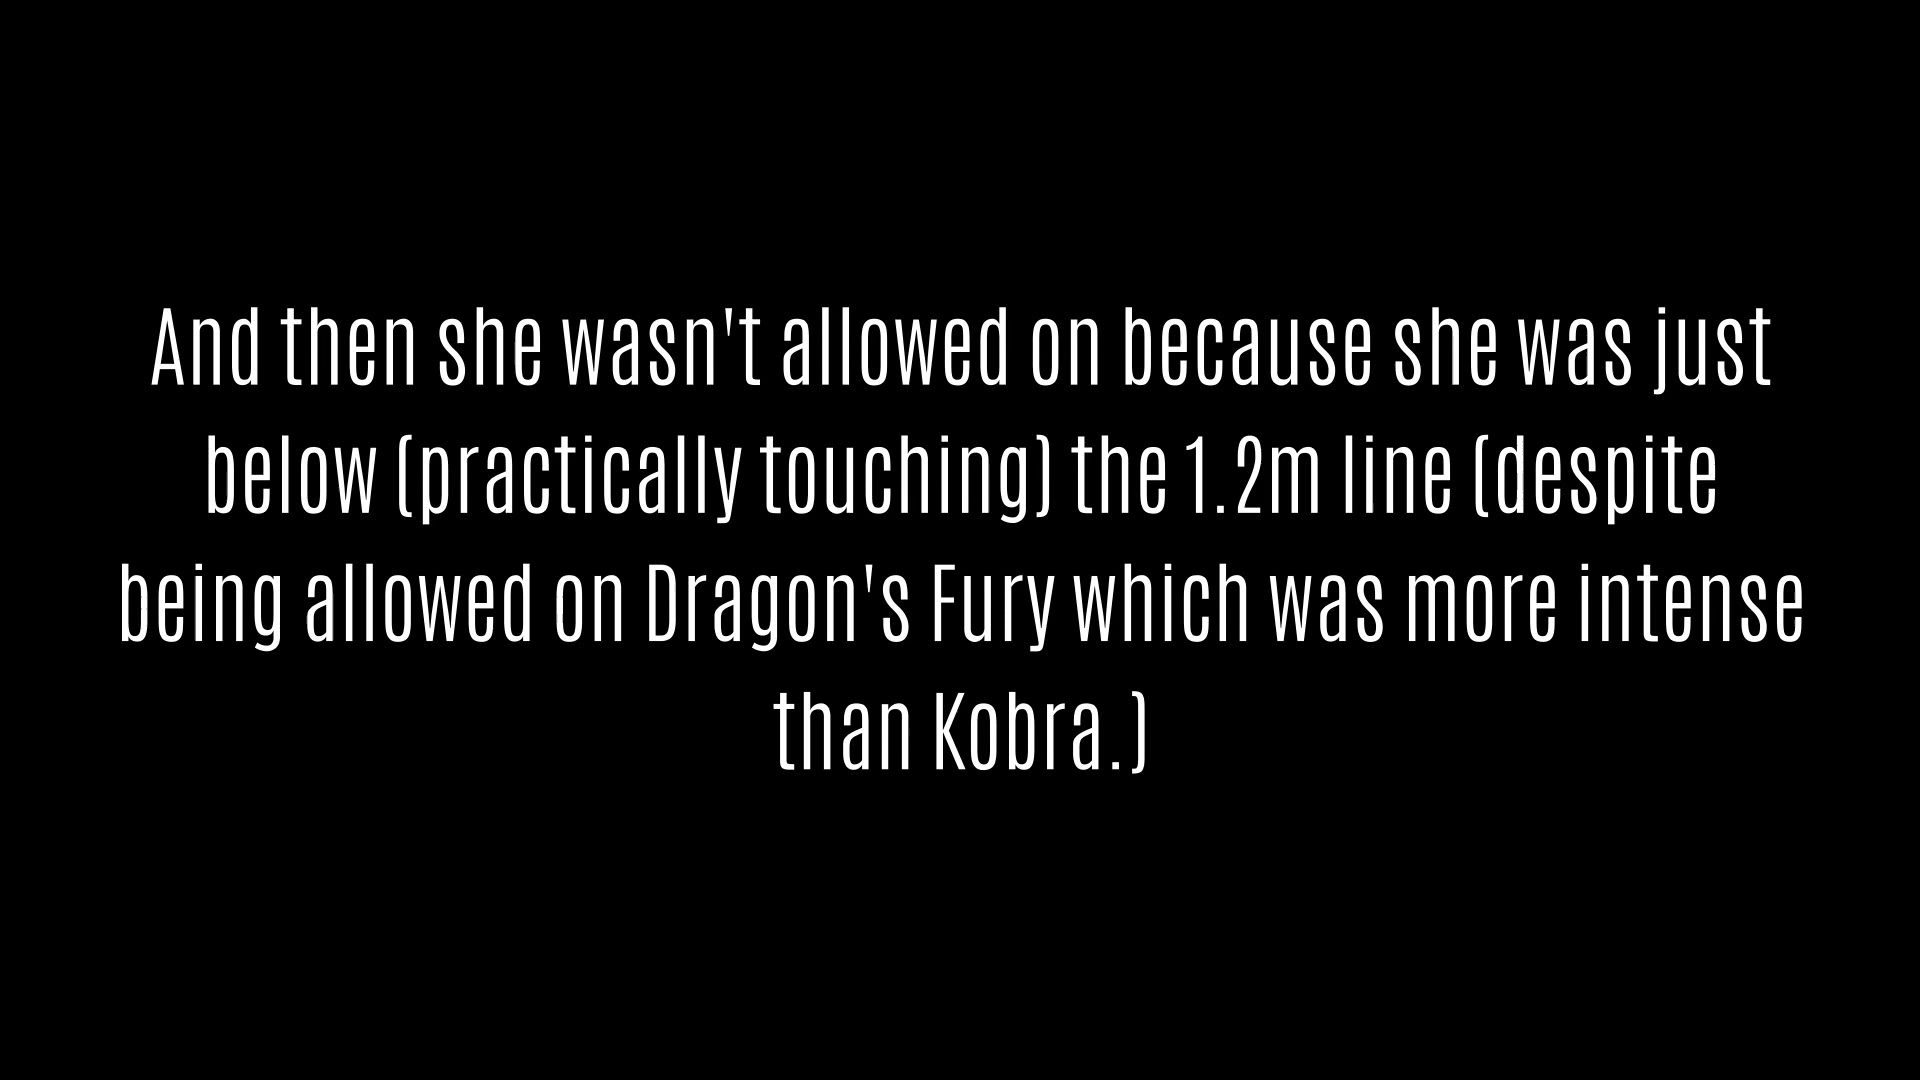 And then she wasn't allowed on because she was just
below (practically touching) the 1.2m line (despite
being allowed on Dragon's Fury which was more intense
than Kobra.)